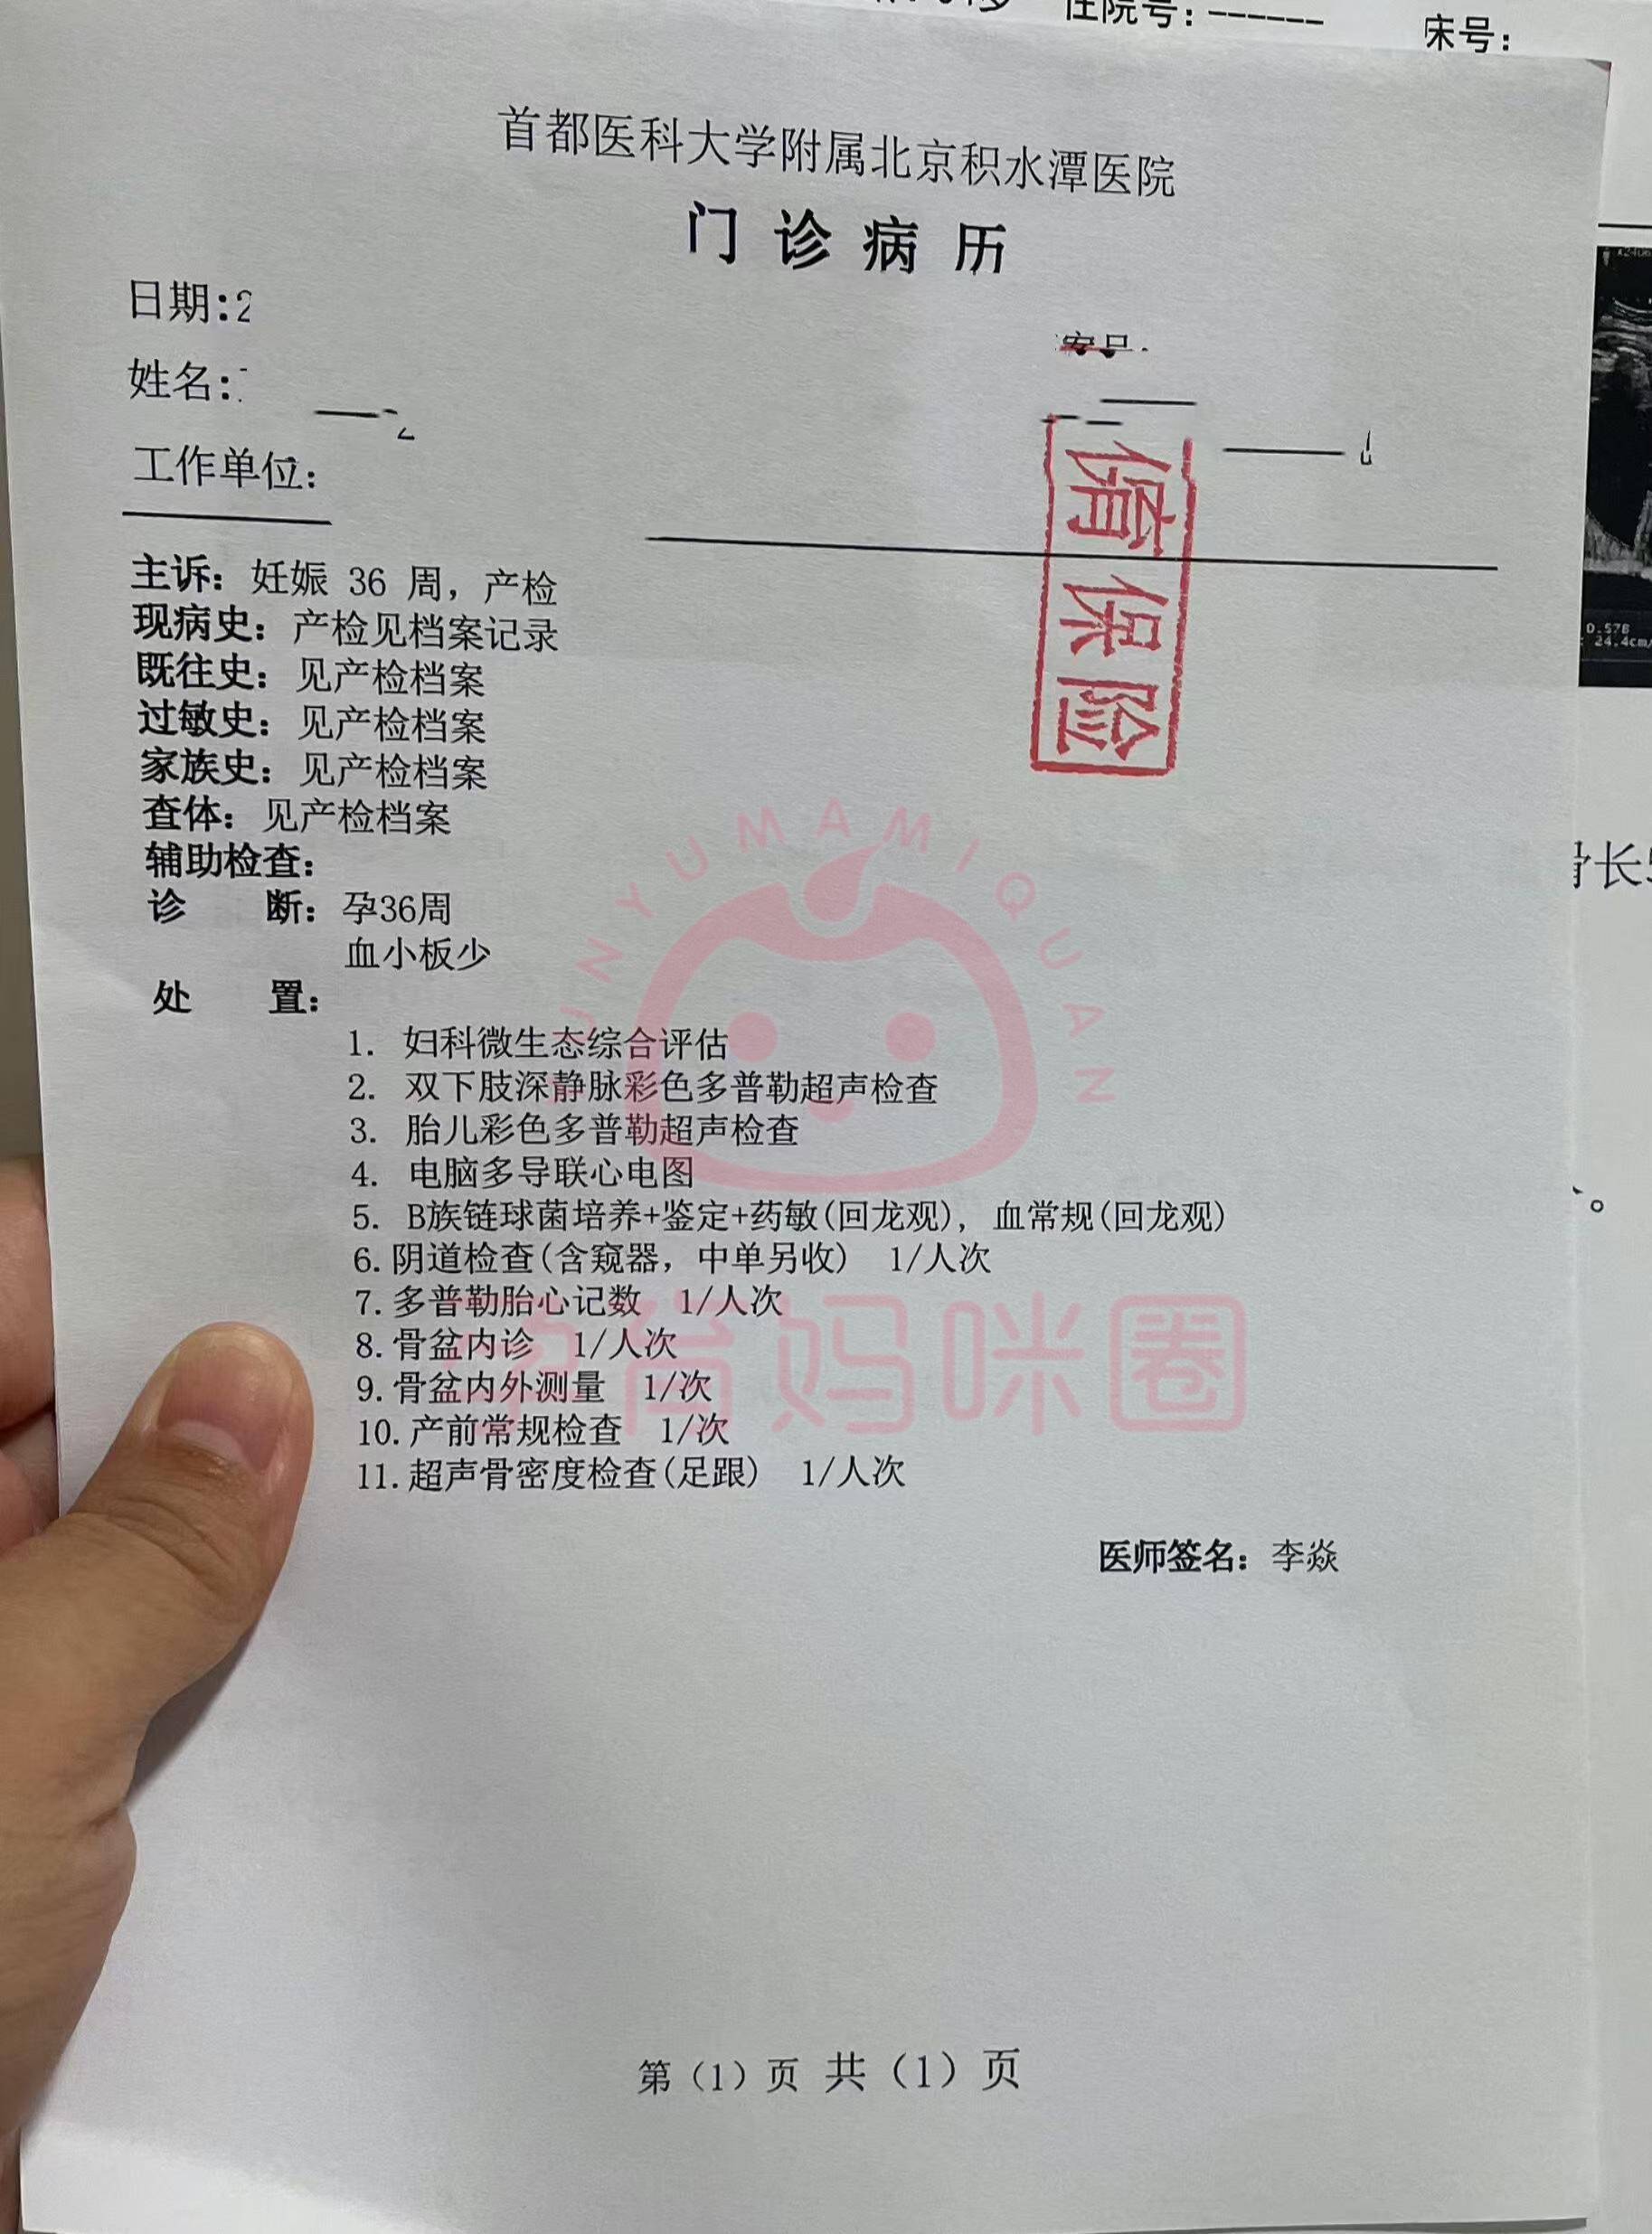 住院号：------ 床号：
首都医科大学附属北京积水潭医院
门诊病历
日期:2
姓名:
工作单位:
主诉：妊娠 36 周，产检
现病史：产检见档案记录
既往史：见产检档案
过敏史：见产检档案
家族史：见产检档案
查体：见产检档案
辅助检查：
诊 断：孕36周
血小板少
处 置：
1. 妇科微生态综合评估
2. 双下肢深静脉彩色多普勒超声检查
3. 胎儿彩色多普勒超声检查
4. 电脑多导联心电图
5. B族链球菌培养+鉴定+药敏(回龙观), 血常规(回龙观)
6.阴道检查(含窥器，中单另收) 1/人次
7.多普勒胎心记数 1/人次
8.骨盆内诊 1/人次
9.骨盆内外测量 1/次
10.产前常规检查 1/次
11.超声骨密度检查(足跟) 1/人次
医师签名：李焱
第（1）页 共（1）页
保险
YUNYUMAMIQUAN
育妈咪圈
长
0.578
24.4cm/